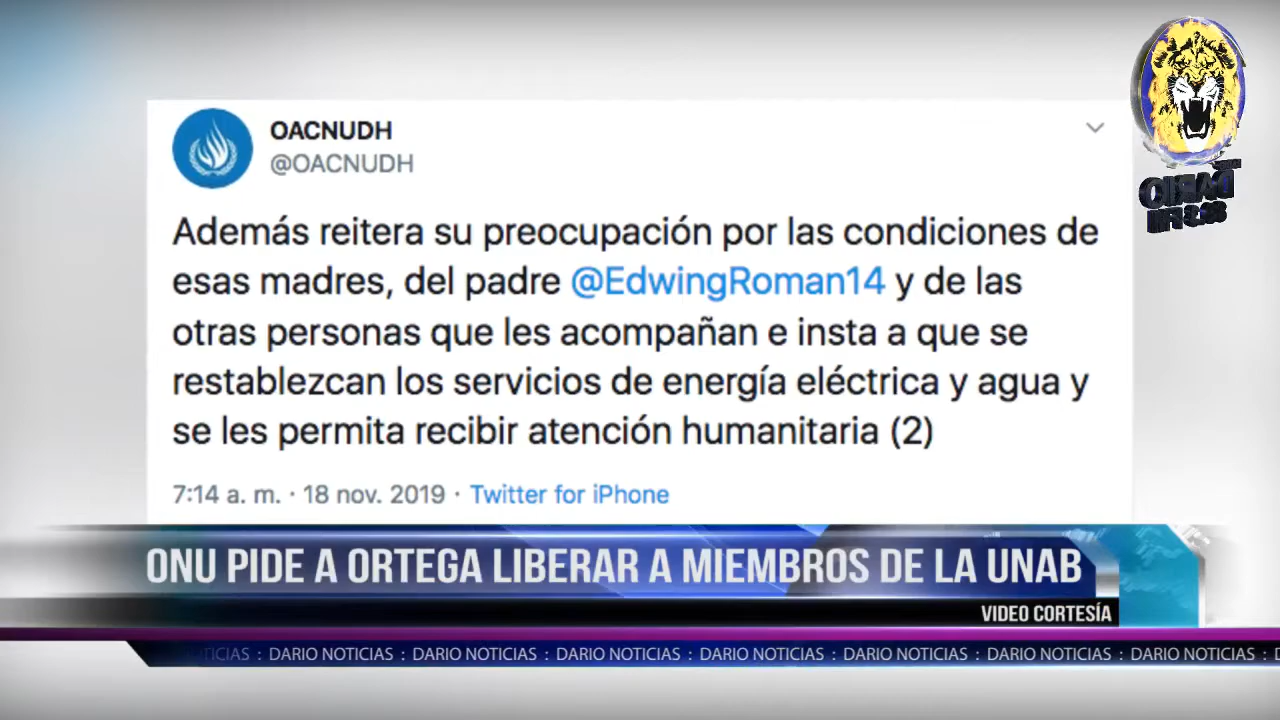 OACNUDH
@OACNUDH
Además reitera su preocupación por las condiciones de
esas madres, del padre @EdwingRoman14 y de las
otras personas que les acompañan e insta a que se
restablezcan los servicios de energía eléctrica y agua y
se les permita recibir atención humanitaria (2)
7:14 a. m. · 18 nov. 2019 · Twitter for iPhone
DARIO
ONU PIDE A ORTEGA LIBERAR A MIEMBROS DE LA UNAB
VIDEO CORTESÍA
TICIAS : DARIO NOTICIAS : DARIO NOTICIAS : DARIO NOTICIAS : DARIO NOTICIAS : DARIO NOTICIAS : DARIO NOTICIAS : DARIO NOTICIAS :